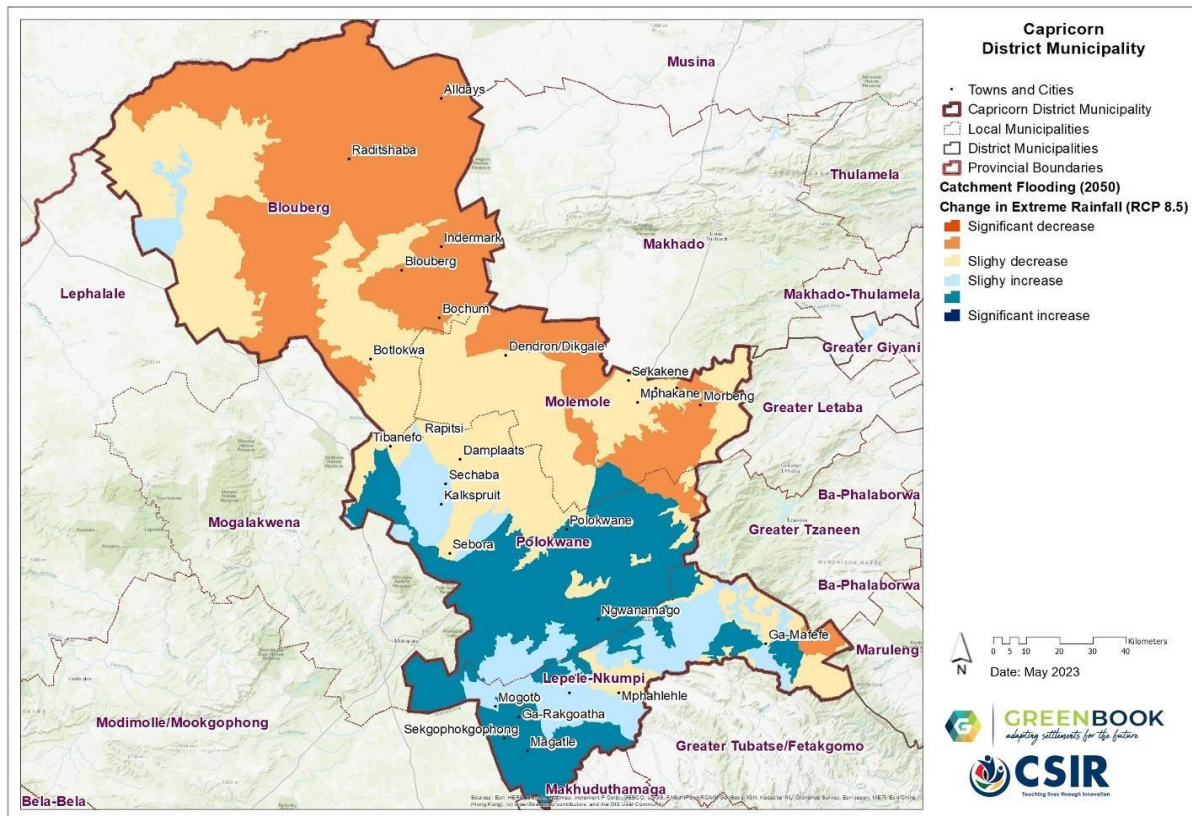 Capricorn
District Municipality
Towns and Cities
Capricorn District Municipality
Local Municipalities
District Municipalities
Provincial Boundaries
Catchment Flooding (2050)
Change in Extreme Rainfall (RCP 8.5)
Significant decrease
Slighy decrease
Slighy increase
Significant increase
Musina
Alldays
Raditshaba
Thulamela
Blouberg
Indermark
Makhado
Blouberg
Lephalale
Makhado-Thulamela
Bochum
Greater Giyani
Dendron/Dikgale
Botlokwa
Sekakene
Mphakane
Molemole
Morbeng
Greater Letaba
Rapitsi
Tibanefo
Damplaats
Sechaba
Ba-Phalaborwa
Kalkspruit
Mogalakwena
Polokwane
Greater Tzaneen
Polokwane
Sebora
Ba-Phalaborwa
Ngwanamago
Ga-Mafefe
Maruleng
Lepele-Nkumpi
Mphahlehle
Mogoto
Modimolle/Mookgophong
Ga-Rakgoatha
Sekgophokgophong
Greater Tubatse/Fetakgomo
Magatle
Makhuduthamaga
Bela-Bela
N
0 5 10 20 30 40
Kilometers
Date: May 2023
G
GREENBOOK
adapting settlements for the future
CSIR
Touching lives through innovation